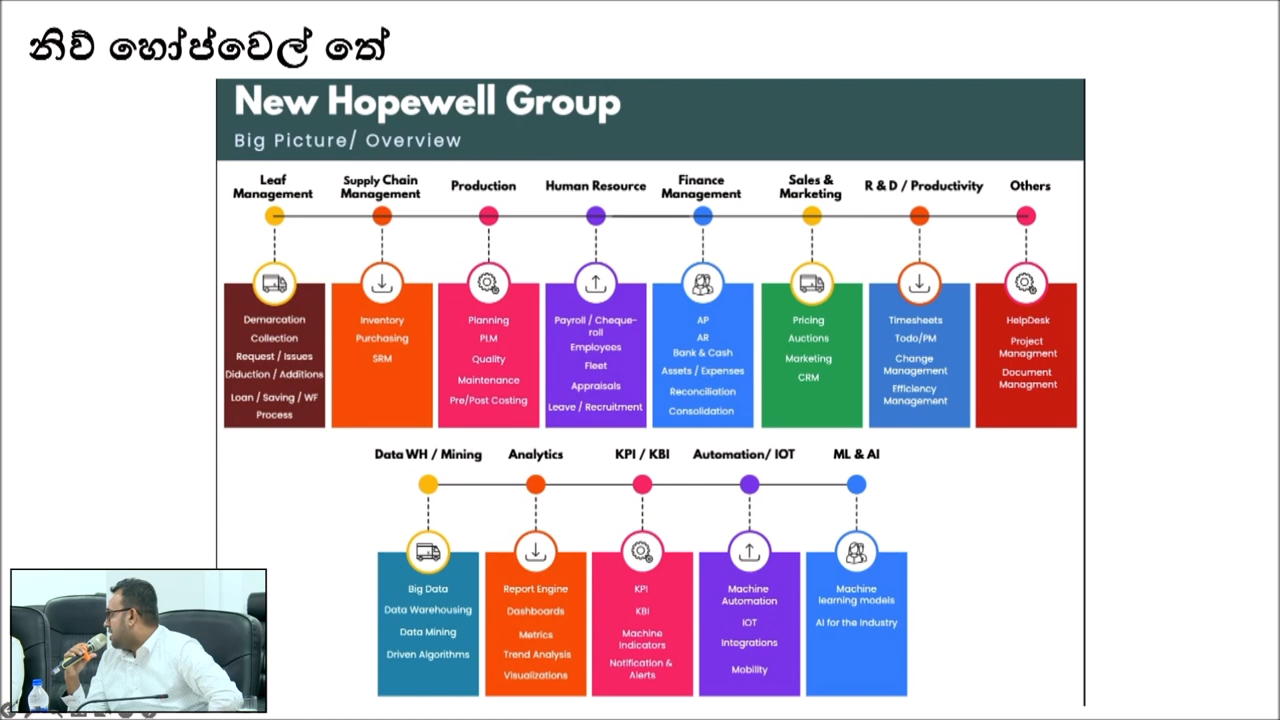 නිව් හෝප්වෙල් තේ
New Hopewell Group
Big Picture/ Overview
Leaf
Management
Supply Chain
Management
Production
Human Resource
Finance
Management
Sales &
Marketing
R & D / Productivity
Others
Demarcation
Collection
Request / Issues
Diduction / Additions
Loan / Saving / WF
Process
Inventory
Purchasing
SRM
Planning
PLM
Quality
Maintenance
Pre/Post Costing
Payroll / Cheque-
roll
Employees
Fleet
Appraisals
Leave / Recruitment
AP
AR
Bank & Cash
Assets / Expenses
Reconciliation
Consolidation
Pricing
Auctions
Marketing
CRM
Timesheets
Todo/PM
Change
Management
Efficiency
Management
HelpDesk
Project
Managment
Document
Managment
Data WH / Mining
Analytics
KPI / KBI
Automation/ IOT
ML & AI
Big Data
Data Warehousing
Data Mining
Driven Algorithms
Report Engine
Dashboards
Metrics
Trend Analysis
Visualizations
KPI
KBI
Machine
Indicators
Notification &
Alerts
Machine
Automation
IOT
Integrations
Mobility
Machine
learning models
AI for the Industry